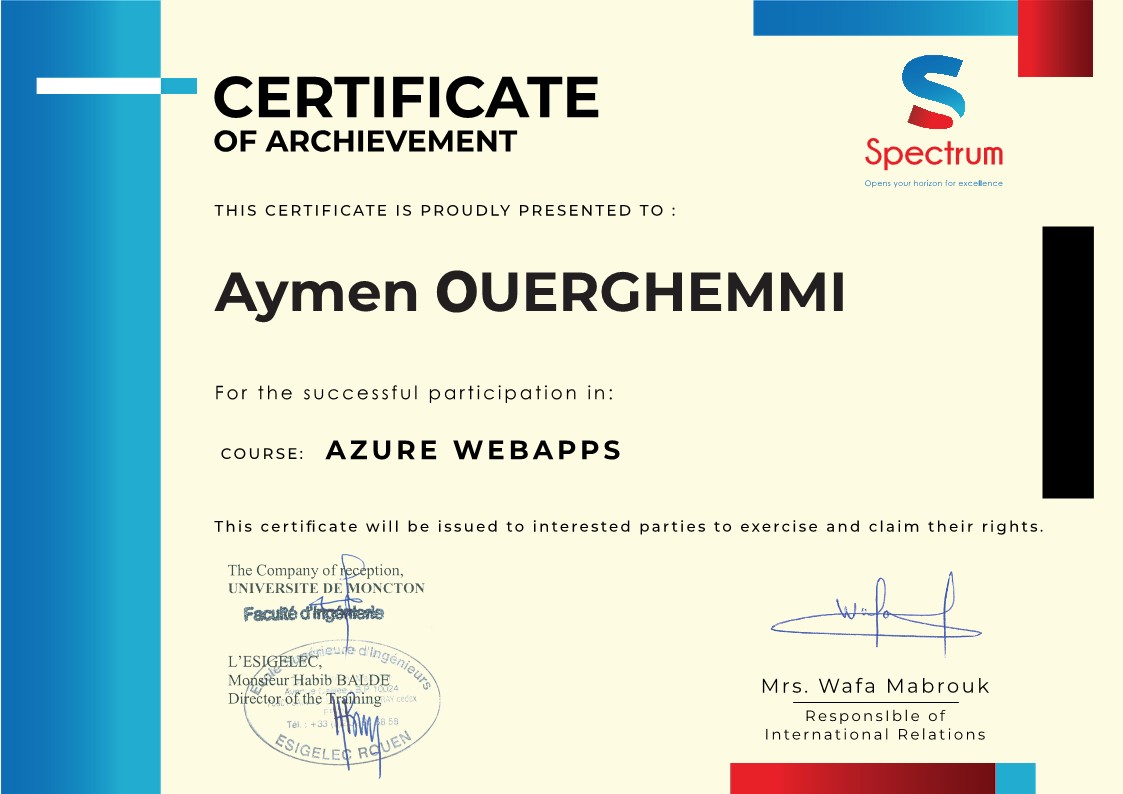 CERTIFICATE
OF ARCHIEVEMENT
Spectrum
Opens your horizon for excellence
THIS CERTIFICATE IS PROUDLY PRESENTED TO :
Aymen OUERGHEMMI
For the successful participation in:
COURSE: AZURE WEBAPPS
This certificate will be issued to interested parties to exercise and claim their rights.
The Company of reception,
UNIVERSITE DE MONCTON
Faculté d'Ingénierie
L'ESIGELEC,
Monsieur Habib BALDE
Director of the Training
École Supérieure d'Ingénieurs
B.P 10024
Tél. : +33
ESIGELEC ROUEN
Wafa
Mrs. Wafa Mabrouk
ResponsIble of
International Relations